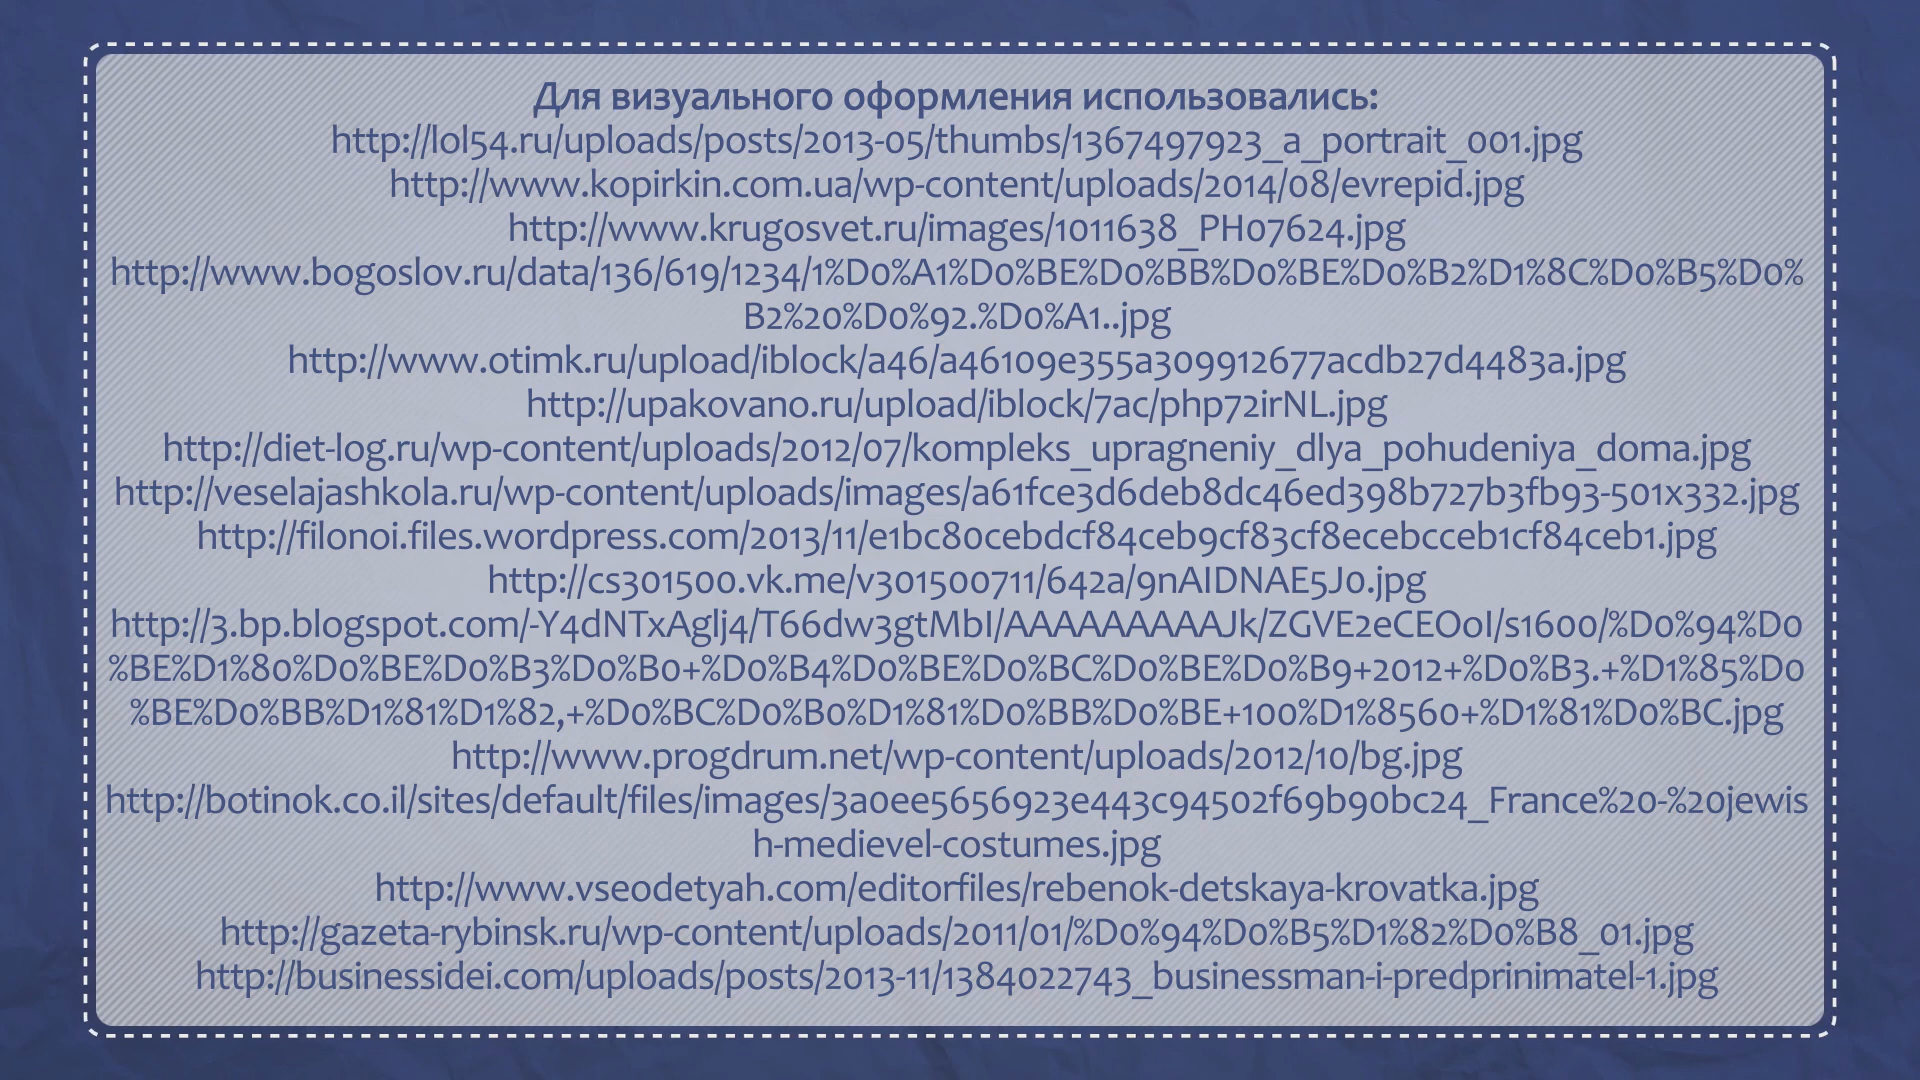 Для визуального оформления использовались:
http://lol54.ru/uploads/posts/2013-05/thumbs/1367497923_a_portrait_001.jpg
http://www.kopirkin.com.ua/wp-content/uploads/2014/08/evrepid.jpg
http://www.krugosvet.ru/images/1011638_PH07624.jpg
http://www.bogoslov.ru/data/136/619/1234/1%D0%A1%D0%BE%D0%BB%D0%BE%D0%B2%D1%8C%D0%B5%D0%
B2%20%D0%92.%D0%A1..jpg
http://www.otimk.ru/upload/iblock/a46/a46109e355a309912677acdb27d4483a.jpg
http://upakovano.ru/upload/iblock/7ac/php72irNL.jpg
http://diet-log.ru/wp-content/uploads/2012/07/kompleks_upragneniy_dlya_pohudeniya_doma.jpg
http://veselajashkola.ru/wp-content/uploads/images/a61fce3d6deb8dc46ed398b727b3fb93-501x332.jpg
http://filonoi.files.wordpress.com/2013/11/e1bc80cebdcf84ceb9cf83cf8ecebcceb1cf84ceb1.jpg
http://cs301500.vk.me/v301500711/642a/9nAIDNAE5J0.jpg
http://3.bp.blogspot.com/-Y4dNTxAglj4/T66dw3gtMbI/AAAAAAAAAJk/ZGVE2eCEOoI/s1600/%D0%94%D0
%BE%D1%80%D0%BE%D0%B3%D0%B0+%D0%B4%D0%BE%D0%BC%D0%BE%D0%B9+2012+%D0%B3.+%D1%85%D0
%BE%D0%BB%D1%81%D1%82,+%D0%BC%D0%B0%D1%81%D0%BB%D0%BE+100%D1%8560+%D1%81%D0%BC.jpg
http://www.progdrum.net/wp-content/uploads/2012/10/bg.jpg
http://botinok.co.il/sites/default/files/images/3a0ee5656923e443c94502f69b90bc24_France%20-%20jewis
h-medievel-costumes.jpg
http://www.vseodetyah.com/editorfiles/rebenok-detskaya-krovatka.jpg
http://gazeta-rybinsk.ru/wp-content/uploads/2011/01/%D0%94%D0%B5%D1%82%D0%B8_01.jpg
http://businessidei.com/uploads/posts/2013-11/1384022743_businessman-i-predprinimatel-1.jpg